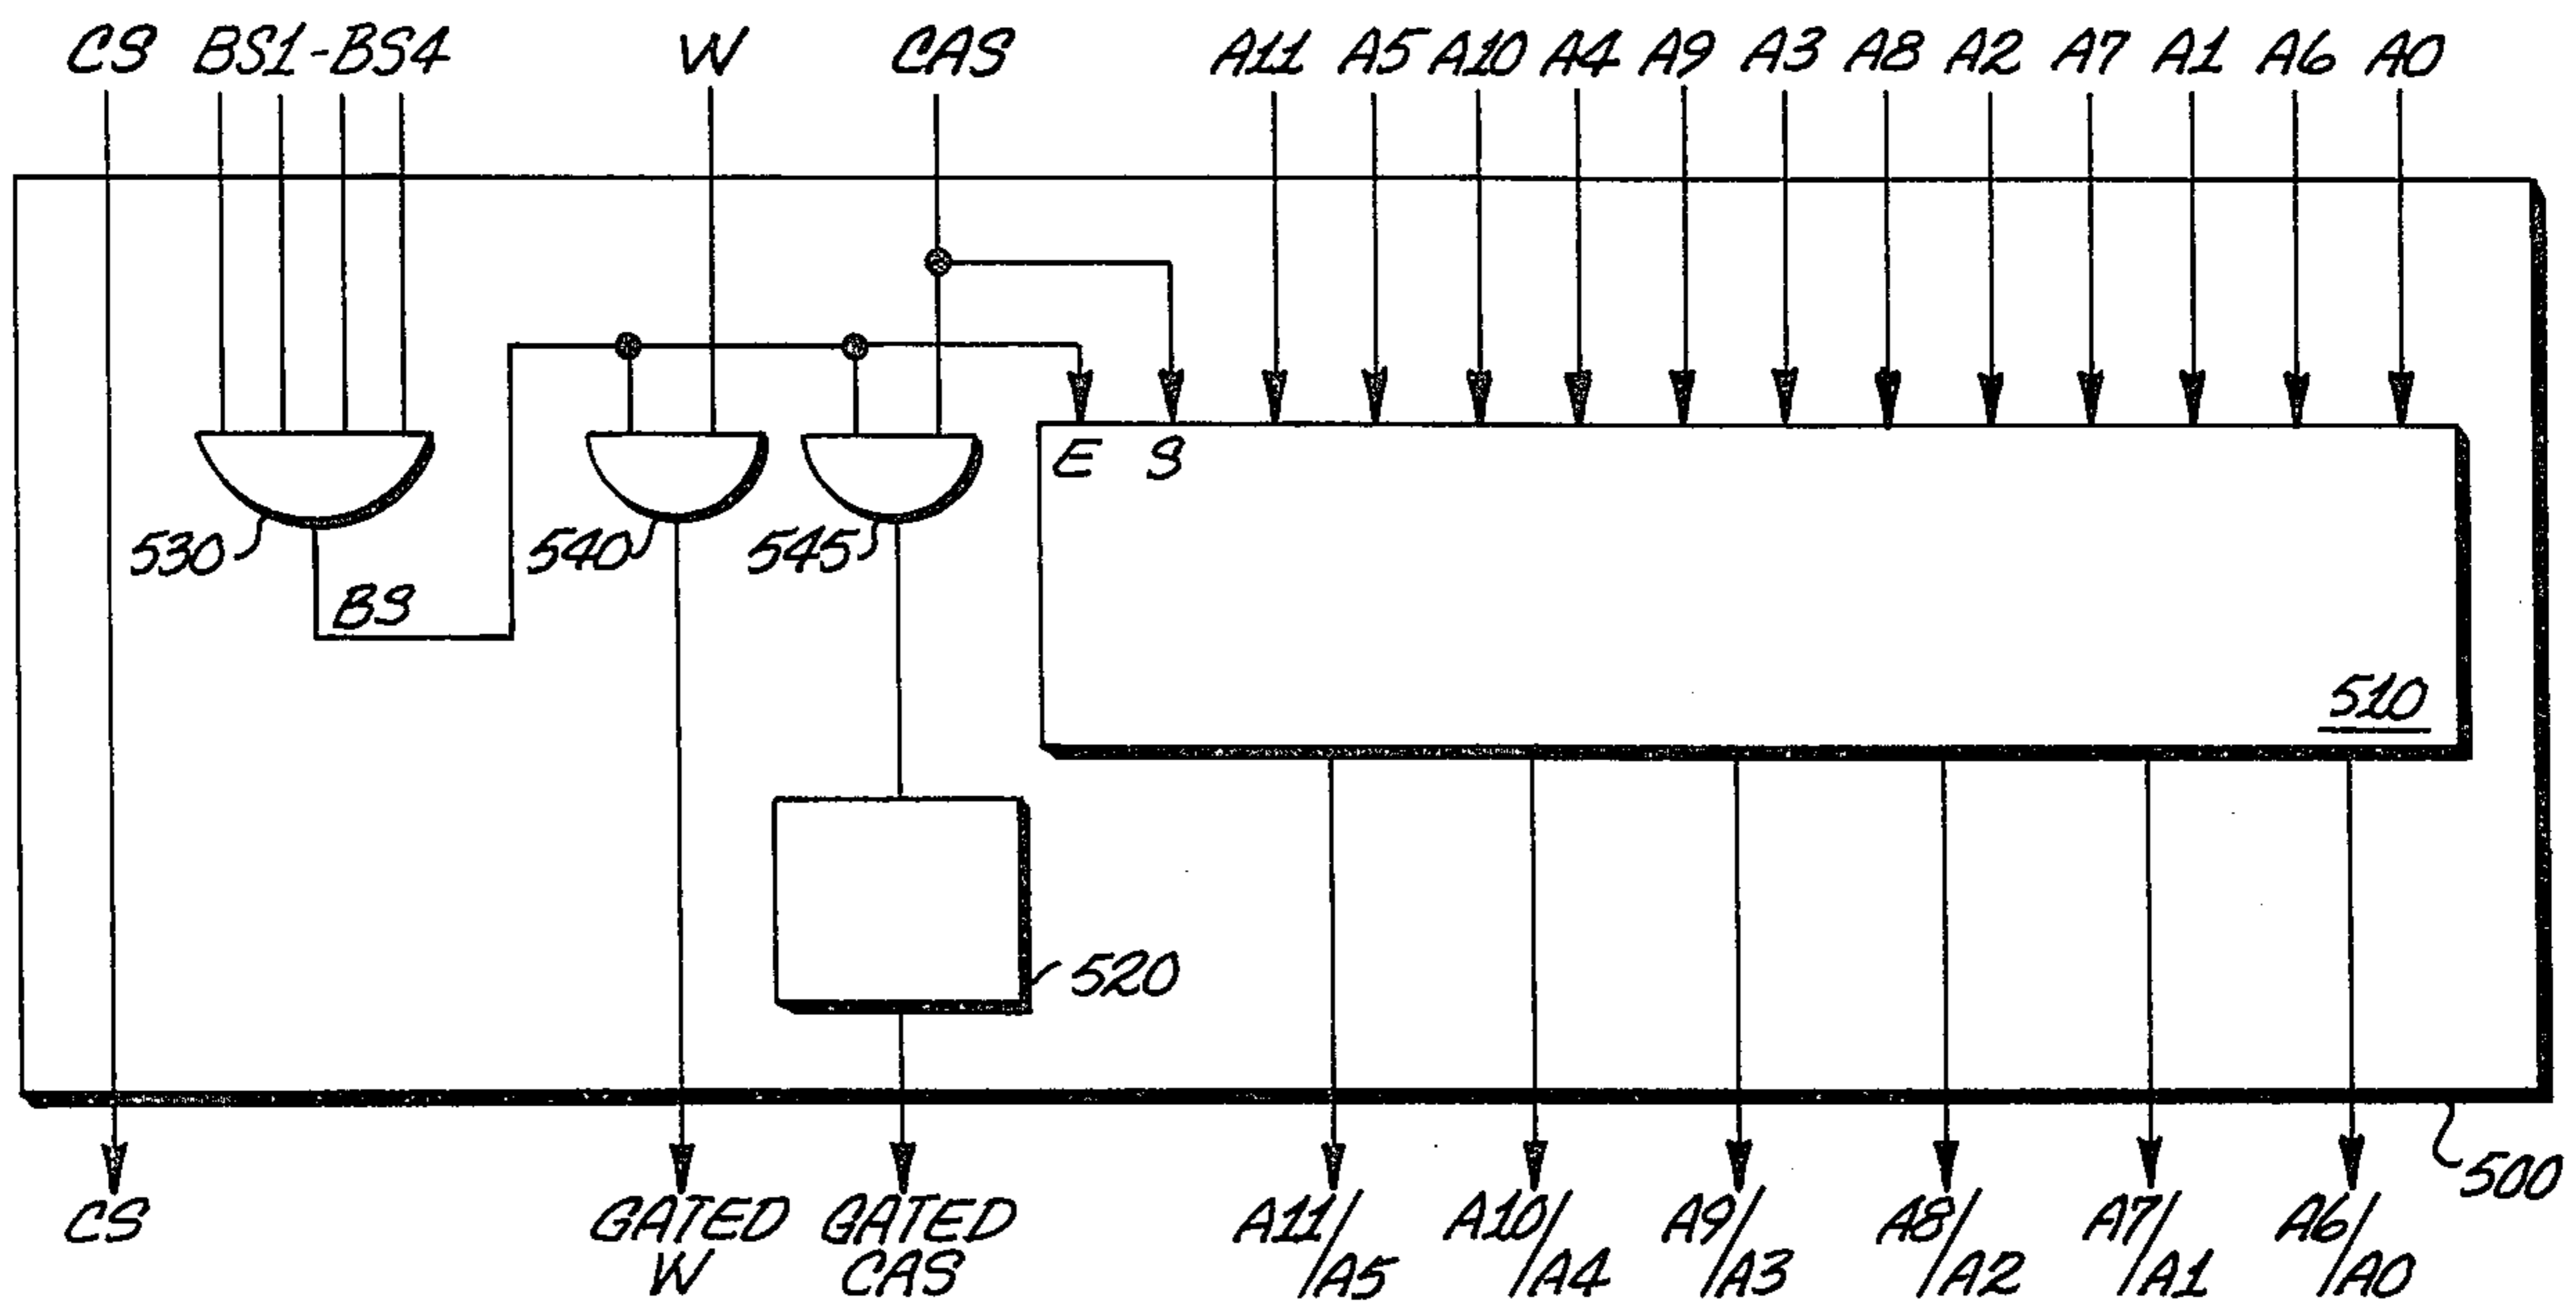 CS BS1-BS4 W CAS A11 A5 A10 A4 A9 A3 A8 A2 A7 A1 A6 A0
E S
530 540 545
BS
510
520
500
CS GATED W GATED CAS A11/A5 A10/A4 A9/A3 A8/A2 A7/A1 A6/A0